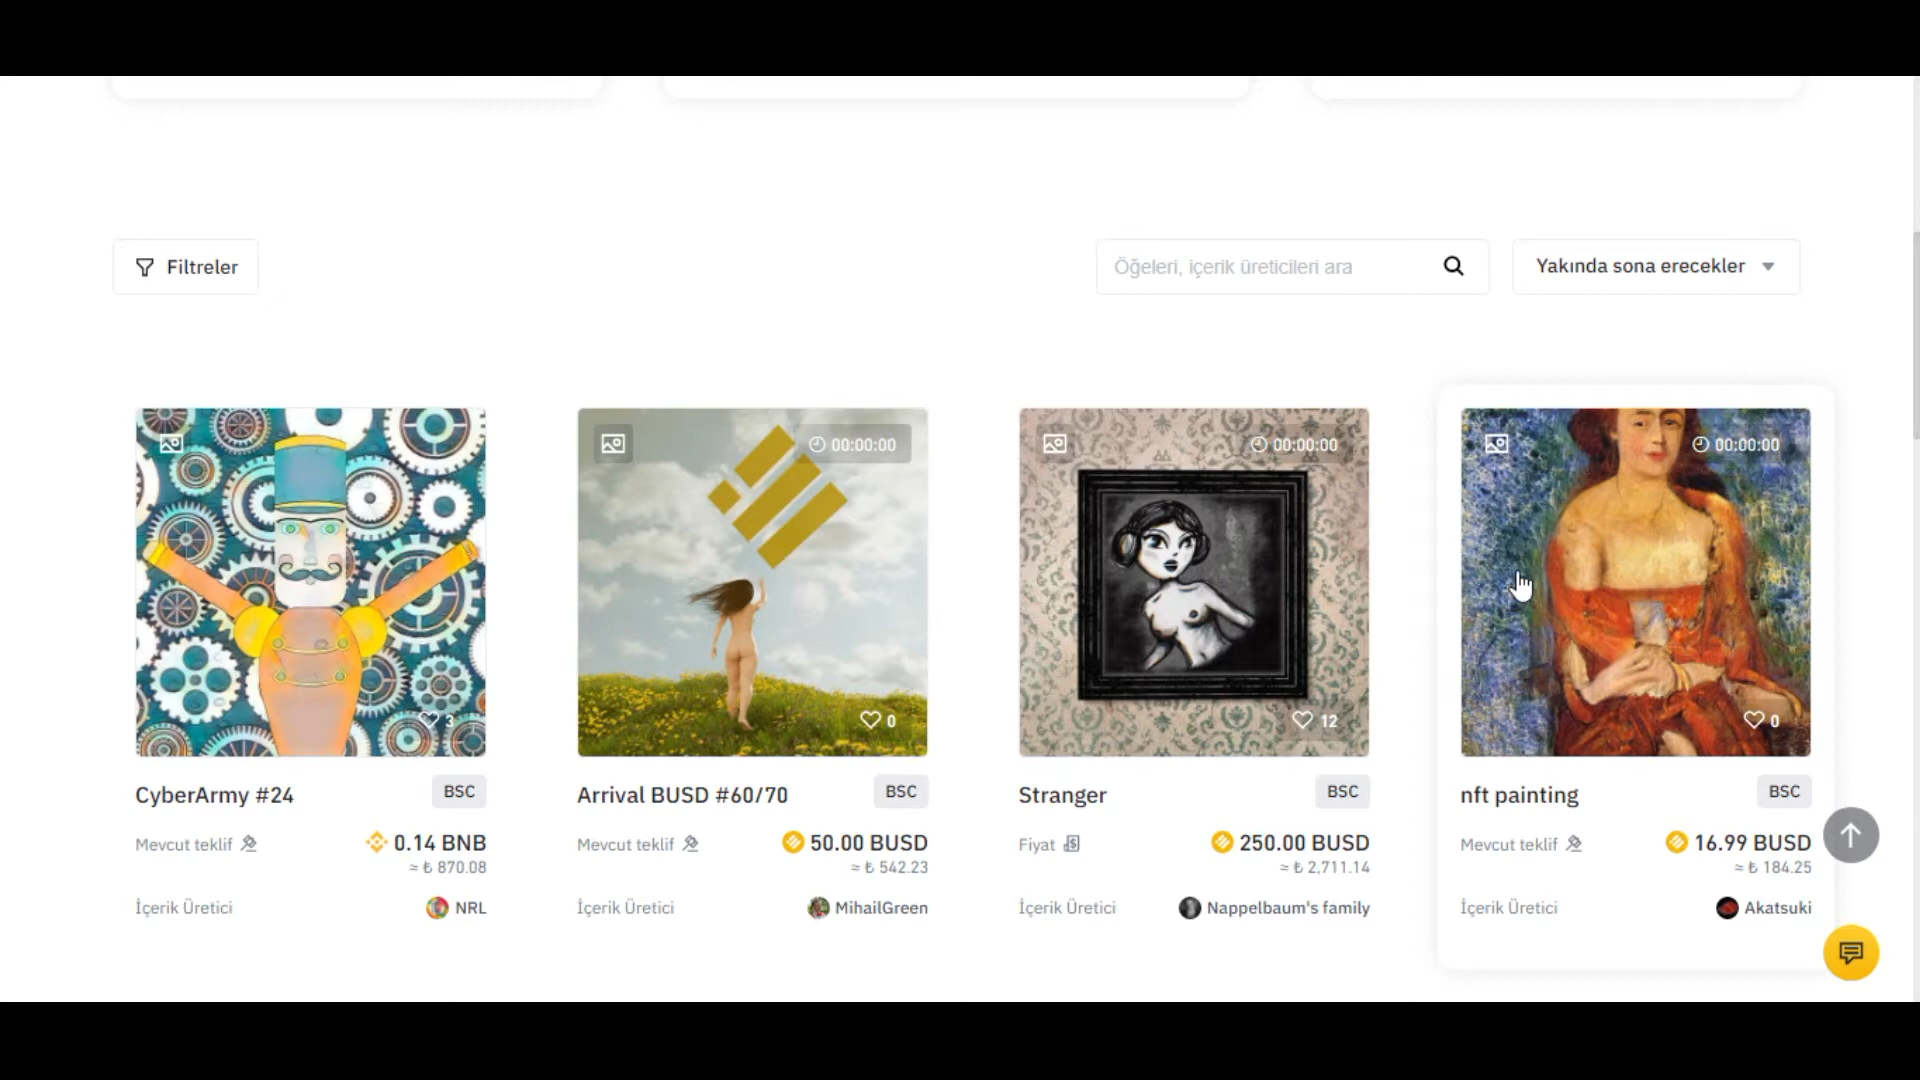 Filtreler
Öğeleri, içerik üreticileri ara
Yakında sona erecekler
00:00:00
00:00:00
00:00:00
3
0
12
0
CyberArmy #24 BSC
Mevcut teklif 0.14 BNB
≈ ₺ 870.08
İçerik Üretici NRL
Arrival BUSD #60/70 BSC
Mevcut teklif 50.00 BUSD
≈ ₺ 542.23
İçerik Üretici MihailGreen
Stranger BSC
Fiyat 250.00 BUSD
≈ ₺ 2,711.14
İçerik Üretici Nappelbaum's family
nft painting BSC
Mevcut teklif 16.99 BUSD
≈ ₺ 184.25
İçerik Üretici Akatsuki